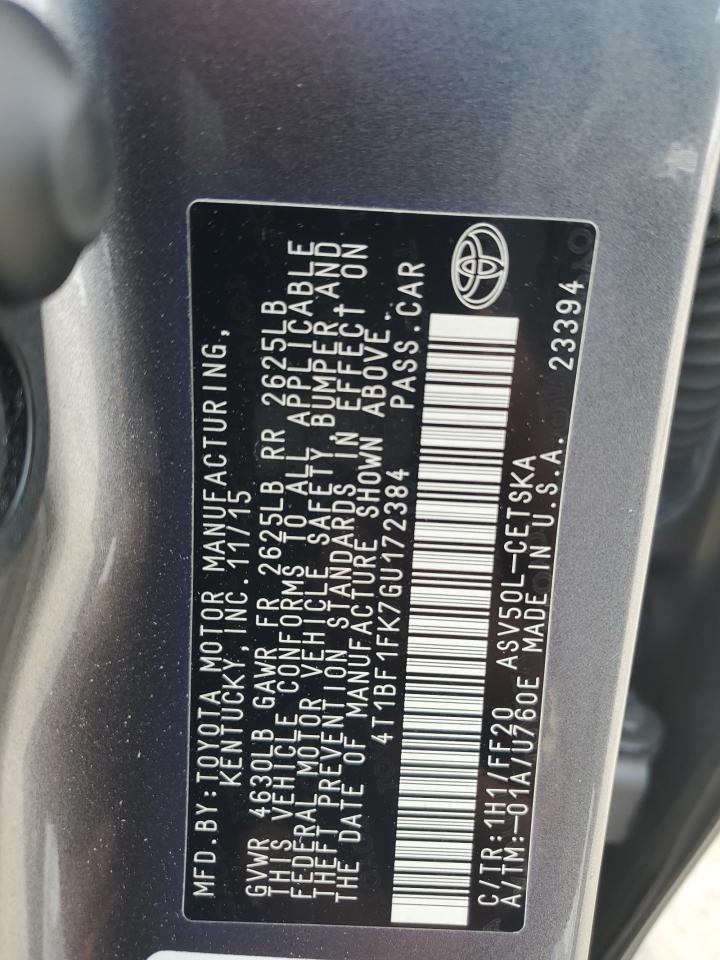 MFD. BY: TOYOTA MOTOR MANUFACTURING,
KENTUCKY, INC. 11/15
GVWR 4630LB GAWR FR 2625LB RR 2625LB
THIS VEHICLE CONFORMS TO ALL APPLICABLE
FEDERAL MOTOR VEHICLE SAFETY, BUMPER, AND
THEFT PREVENTION STANDARDS IN EFFECT ON
THE DATE OF MANUFACTURE SHOWN ABOVE.
4T1BF1FK7GU172384 PASS. CAR
C/TR: 1H1/FF20 ASV50L-CETSKA
A/TM: -01A/U760E MADE IN U.S.A. 23394